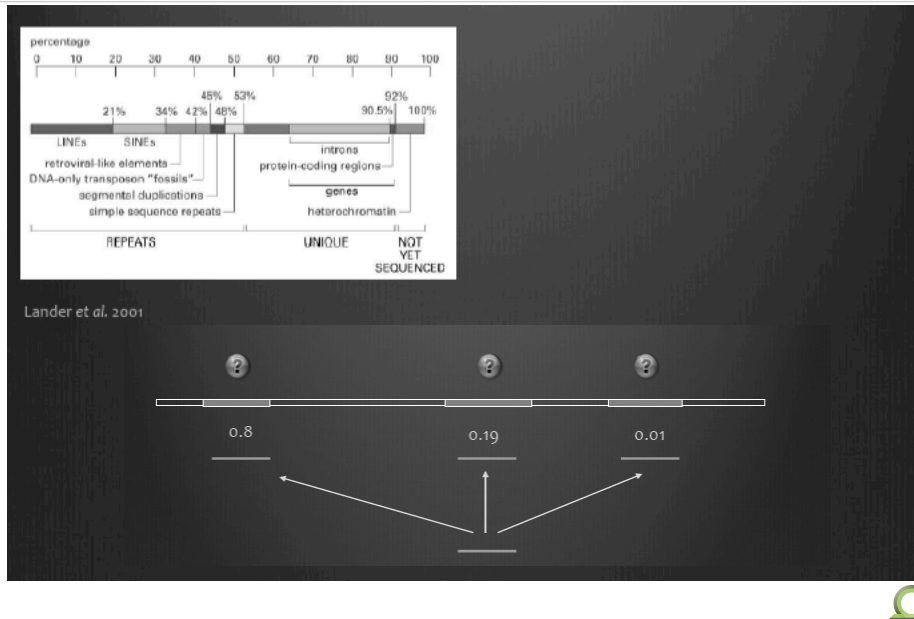 percentage
0 10 20 30 40 50 60 70 80 90 100
45% 53% 92%
21% 34% 42% 48% 90.5% 100%
LINEs SINEs
introns
retroviral-like elements
protein-coding regions
DNA-only transposon "fossils"
genes
segmental duplications
simple sequence repeats
heterochromatin
REPEATS UNIQUE NOT
YET
SEQUENCED
Lander et al. 2001
? ? ?
0.8 0.19 0.01